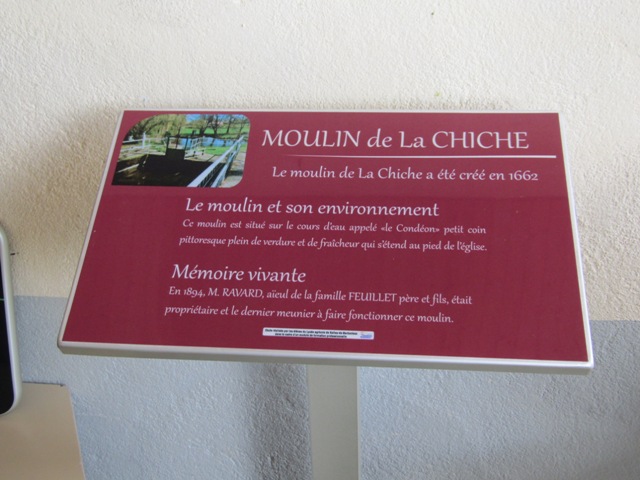 MOULIN de La CHICHE
Le moulin de La Chiche a été créé en 1662
Le moulin et son environnement
Ce moulin est situé sur le cours d'eau appelé «le Condéon» petit coin
pittoresque plein de verdure et de fraîcheur qui s'étend au pied de l'église.
Mémoire vivante
En 1894, M. RAVARD, aïeul de la famille FEUILLET père et fils, était
propriétaire et le dernier meunier à faire fonctionner ce moulin.